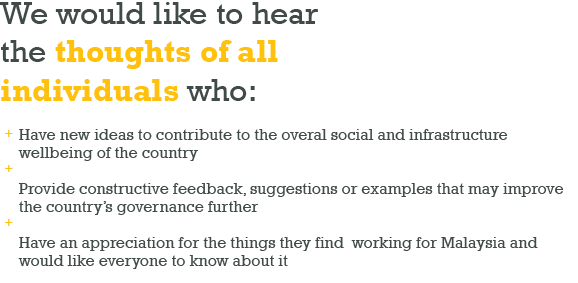 We would like to hear
the thoughts of all
individuals who:
+ Have new ideas to contribute to the overal social and infrastructure
wellbeing of the country
+
Provide constructive feedback, suggestions or examples that may improve
the country's governance further
+
Have an appreciation for the things they find  working for Malaysia and
would like everyone to know about it